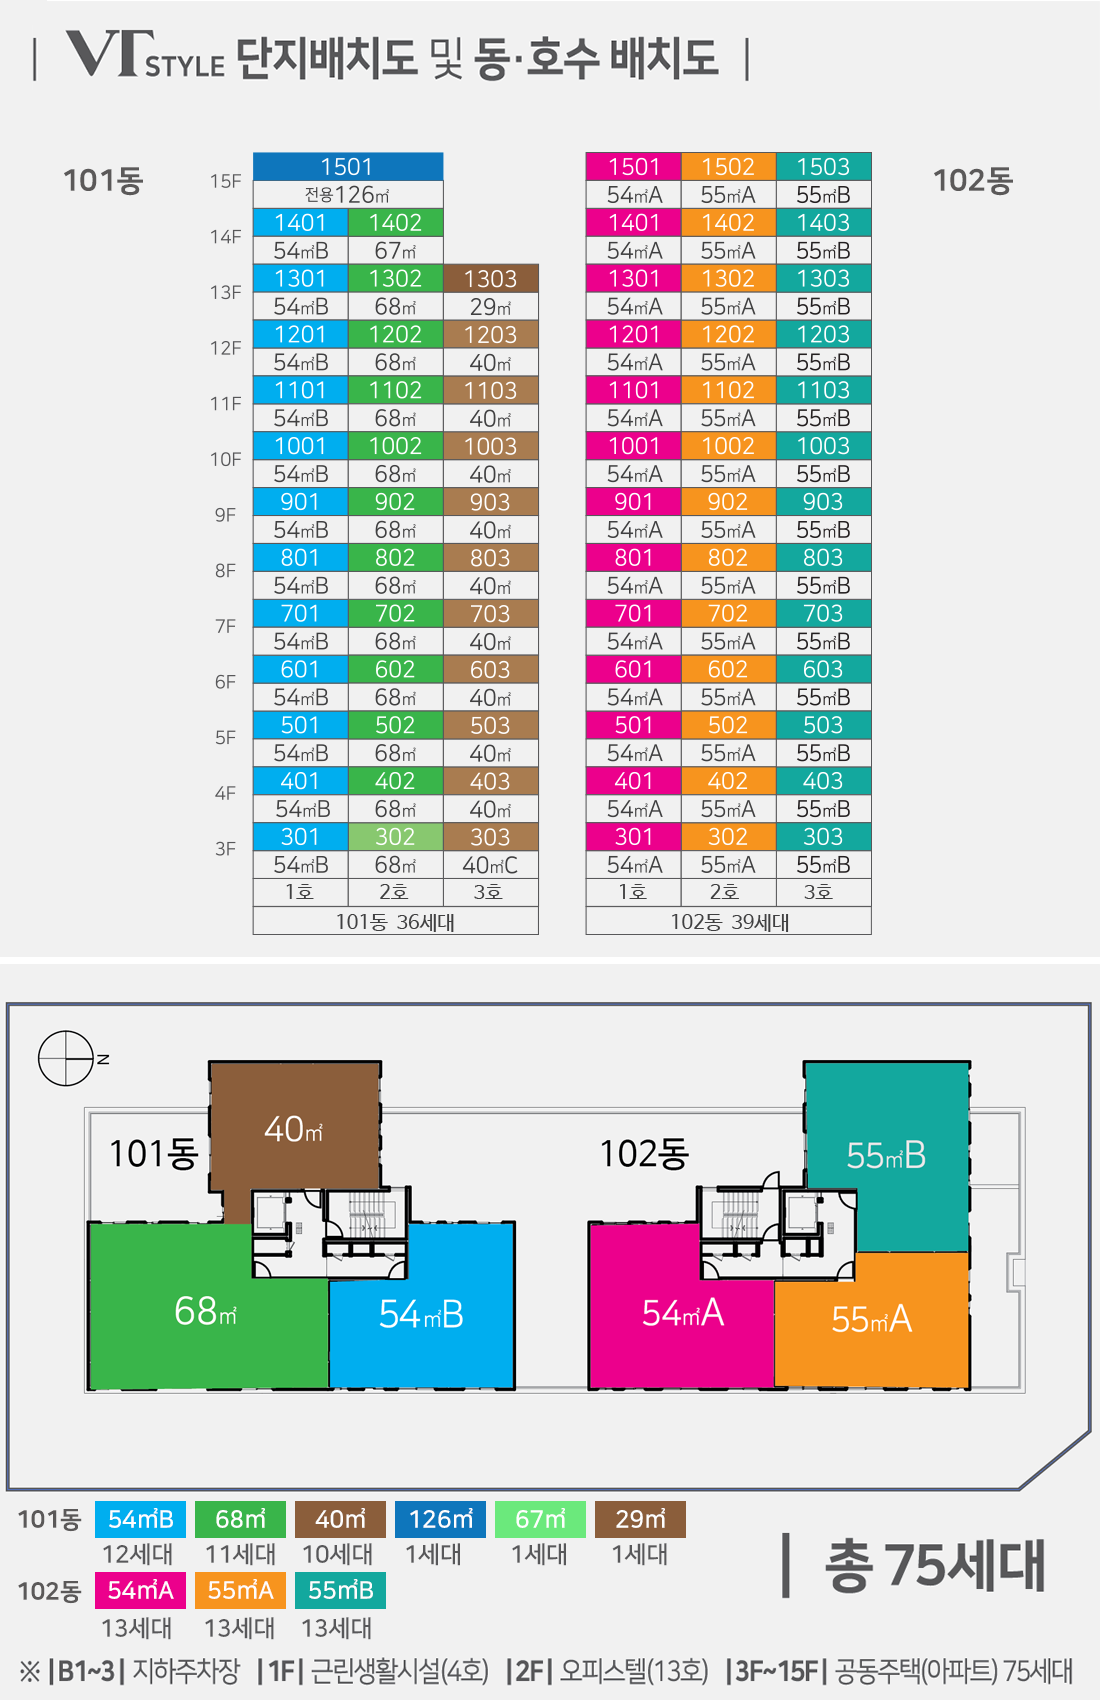 VT STYLE 단지배치도 및 동·호수 배치도
101동
102동
1501 1501 1502 1503
15F
전용126㎡ 54㎡A 55㎡A 55㎡B
1401 1402 1401 1402 1403
14F
54㎡B 67㎡ 54㎡A 55㎡A 55㎡B
1301 1302 1303 1301 1302 1303
13F
54㎡B 68㎡ 29㎡ 54㎡A 55㎡A 55㎡B
1201 1202 1203 1201 1202 1203
12F
54㎡B 68㎡ 40㎡ 54㎡A 55㎡A 55㎡B
1101 1102 1103 1101 1102 1103
11F
54㎡B 68㎡ 40㎡ 54㎡A 55㎡A 55㎡B
1001 1002 1003 1001 1002 1003
10F
54㎡B 68㎡ 40㎡ 54㎡A 55㎡A 55㎡B
901 902 903 901 902 903
9F
54㎡B 68㎡ 40㎡ 54㎡A 55㎡A 55㎡B
801 802 803 801 802 803
8F
54㎡B 68㎡ 40㎡ 54㎡A 55㎡A 55㎡B
701 702 703 701 702 703
7F
54㎡B 68㎡ 40㎡ 54㎡A 55㎡A 55㎡B
601 602 603 601 602 603
6F
54㎡B 68㎡ 40㎡ 54㎡A 55㎡A 55㎡B
501 502 503 501 502 503
5F
54㎡B 68㎡ 40㎡ 54㎡A 55㎡A 55㎡B
401 402 403 401 402 403
4F
54㎡B 68㎡ 40㎡ 54㎡A 55㎡A 55㎡B
301 302 303 301 302 303
3F
54㎡B 68㎡ 40㎡C 54㎡A 55㎡A 55㎡B
1호 2호 3호 1호 2호 3호
101동 36세대 102동 39세대
N
40㎡
101동 102동
55㎡B
68㎡ 54㎡B 54㎡A 55㎡A
101동 54㎡B 68㎡ 40㎡ 126㎡ 67㎡ 29㎡
12세대 11세대 10세대 1세대 1세대 1세대
총 75세대
102동 54㎡A 55㎡A 55㎡B
13세대 13세대 13세대
※ |B1~3| 지하주차장 |1F| 근린생활시설(4호) |2F| 오피스텔(13호) |3F~15F| 공동주택(아파트) 75세대